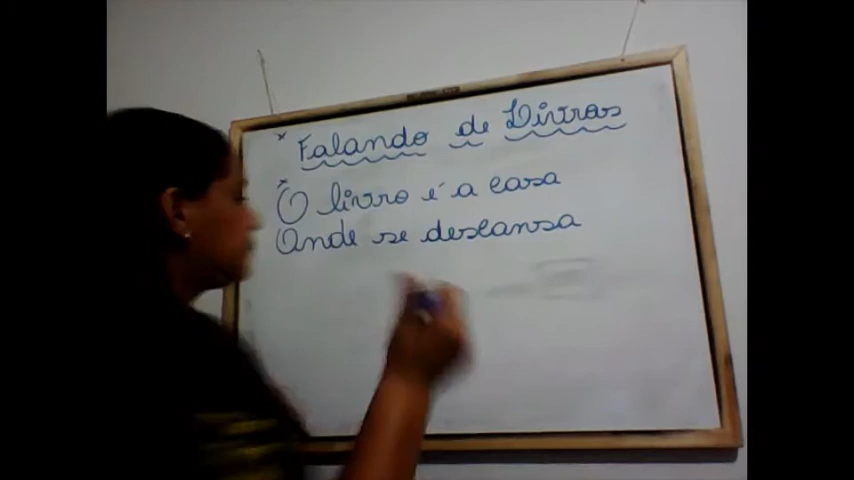 * Falando de Livros
* O livro é a casa
Onde se descansa